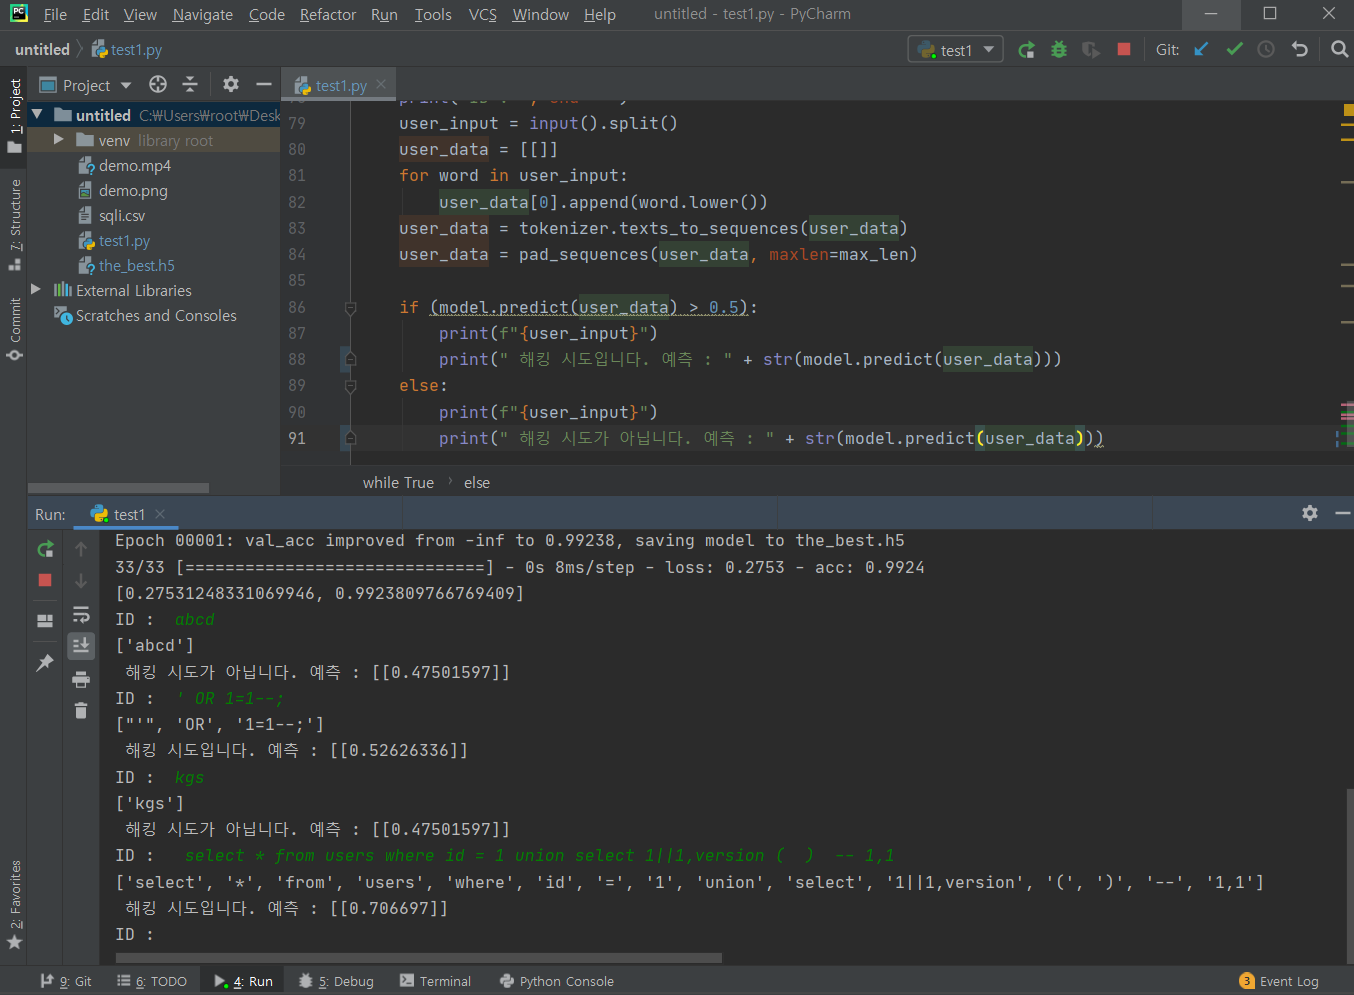 File Edit View Navigate Code Refactor Run Tools VCS Window Help untitled - test1.py - PyCharm
untitled test1.py test1 Git:
Project test1.py
1: Project
7: Structure
Commit
2: Favorites
untitled C:₩Users₩root₩Desk
venv library root
demo.mp4
demo.png
sqli.csv
test1.py
the_best.h5
External Libraries
Scratches and Consoles
79 user_input = input().split()
80 user_data = [[]]
81 for word in user_input:
82 user_data[0].append(word.lower())
83 user_data = tokenizer.texts_to_sequences(user_data)
84 user_data = pad_sequences(user_data, maxlen=max_len)
85
86 if (model.predict(user_data) > 0.5):
87 print(f"{user_input}")
88 print(" 해킹 시도입니다. 예측 : " + str(model.predict(user_data)))
89 else:
90 print(f"{user_input}")
91 print(" 해킹 시도가 아닙니다. 예측 : " + str(model.predict(user_data)))
while True › else
Run: test1
Epoch 00001: val_acc improved from -inf to 0.99238, saving model to the_best.h5
33/33 [==============================] - 0s 8ms/step - loss: 0.2753 - acc: 0.9924
[0.27531248331069946, 0.9923809766769409]
ID : abcd
['abcd']
해킹 시도가 아닙니다. 예측 : [[0.47501597]]
ID : ' OR 1=1--;
["'", 'OR', '1=1--;']
해킹 시도입니다. 예측 : [[0.52626336]]
ID : kgs
['kgs']
해킹 시도가 아닙니다. 예측 : [[0.47501597]]
ID : select * from users where id = 1 union select 1||1,version ( ) -- 1,1
['select', '*', 'from', 'users', 'where', 'id', '=', '1', 'union', 'select', '1||1,version', '(', ')', '--', '1,1']
해킹 시도입니다. 예측 : [[0.706697]]
ID :
9: Git 6: TODO 4: Run 5: Debug Terminal Python Console 3 Event Log